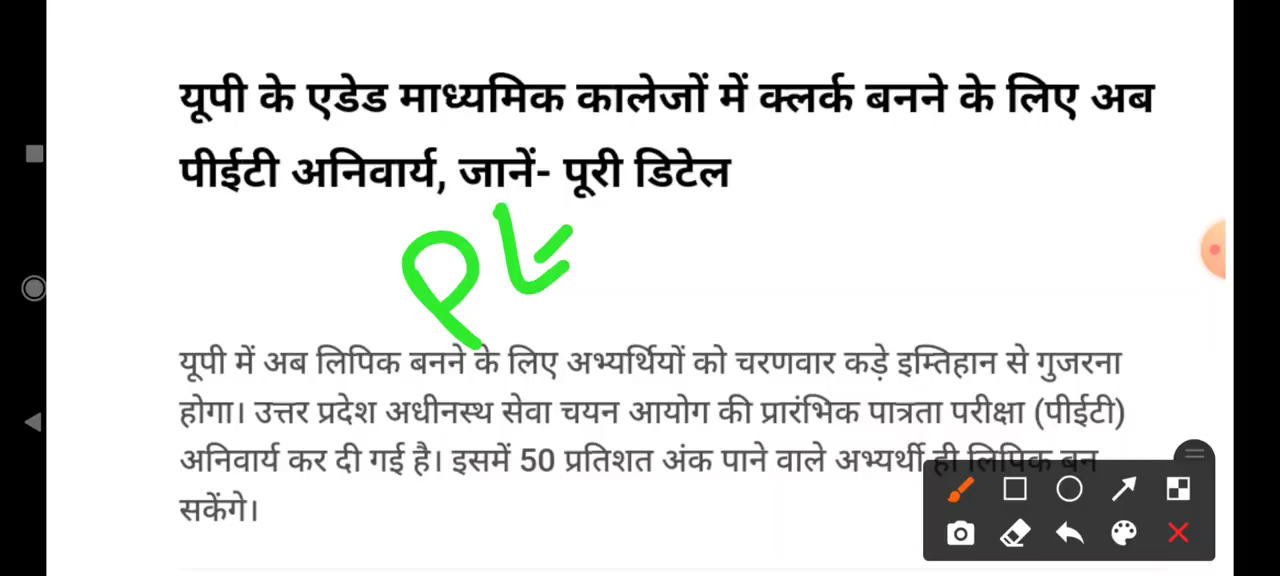 यूपी के एडेड माध्यमिक कालेजों में क्लर्क बनने के लिए अब
पीईटी अनिवार्य, जानें- पूरी डिटेल
यूपी में अब लिपिक बनने के लिए अभ्यर्थियों को चरणवार कड़े इम्तिहान से गुजरना
होगा। उत्तर प्रदेश अधीनस्थ सेवा चयन आयोग की प्रारंभिक पात्रता परीक्षा (पीईटी)
अनिवार्य कर दी गई है। इसमें 50 प्रतिशत अंक पाने वाले अभ्यर्थी ही लिपिक बन
सकेंगे।